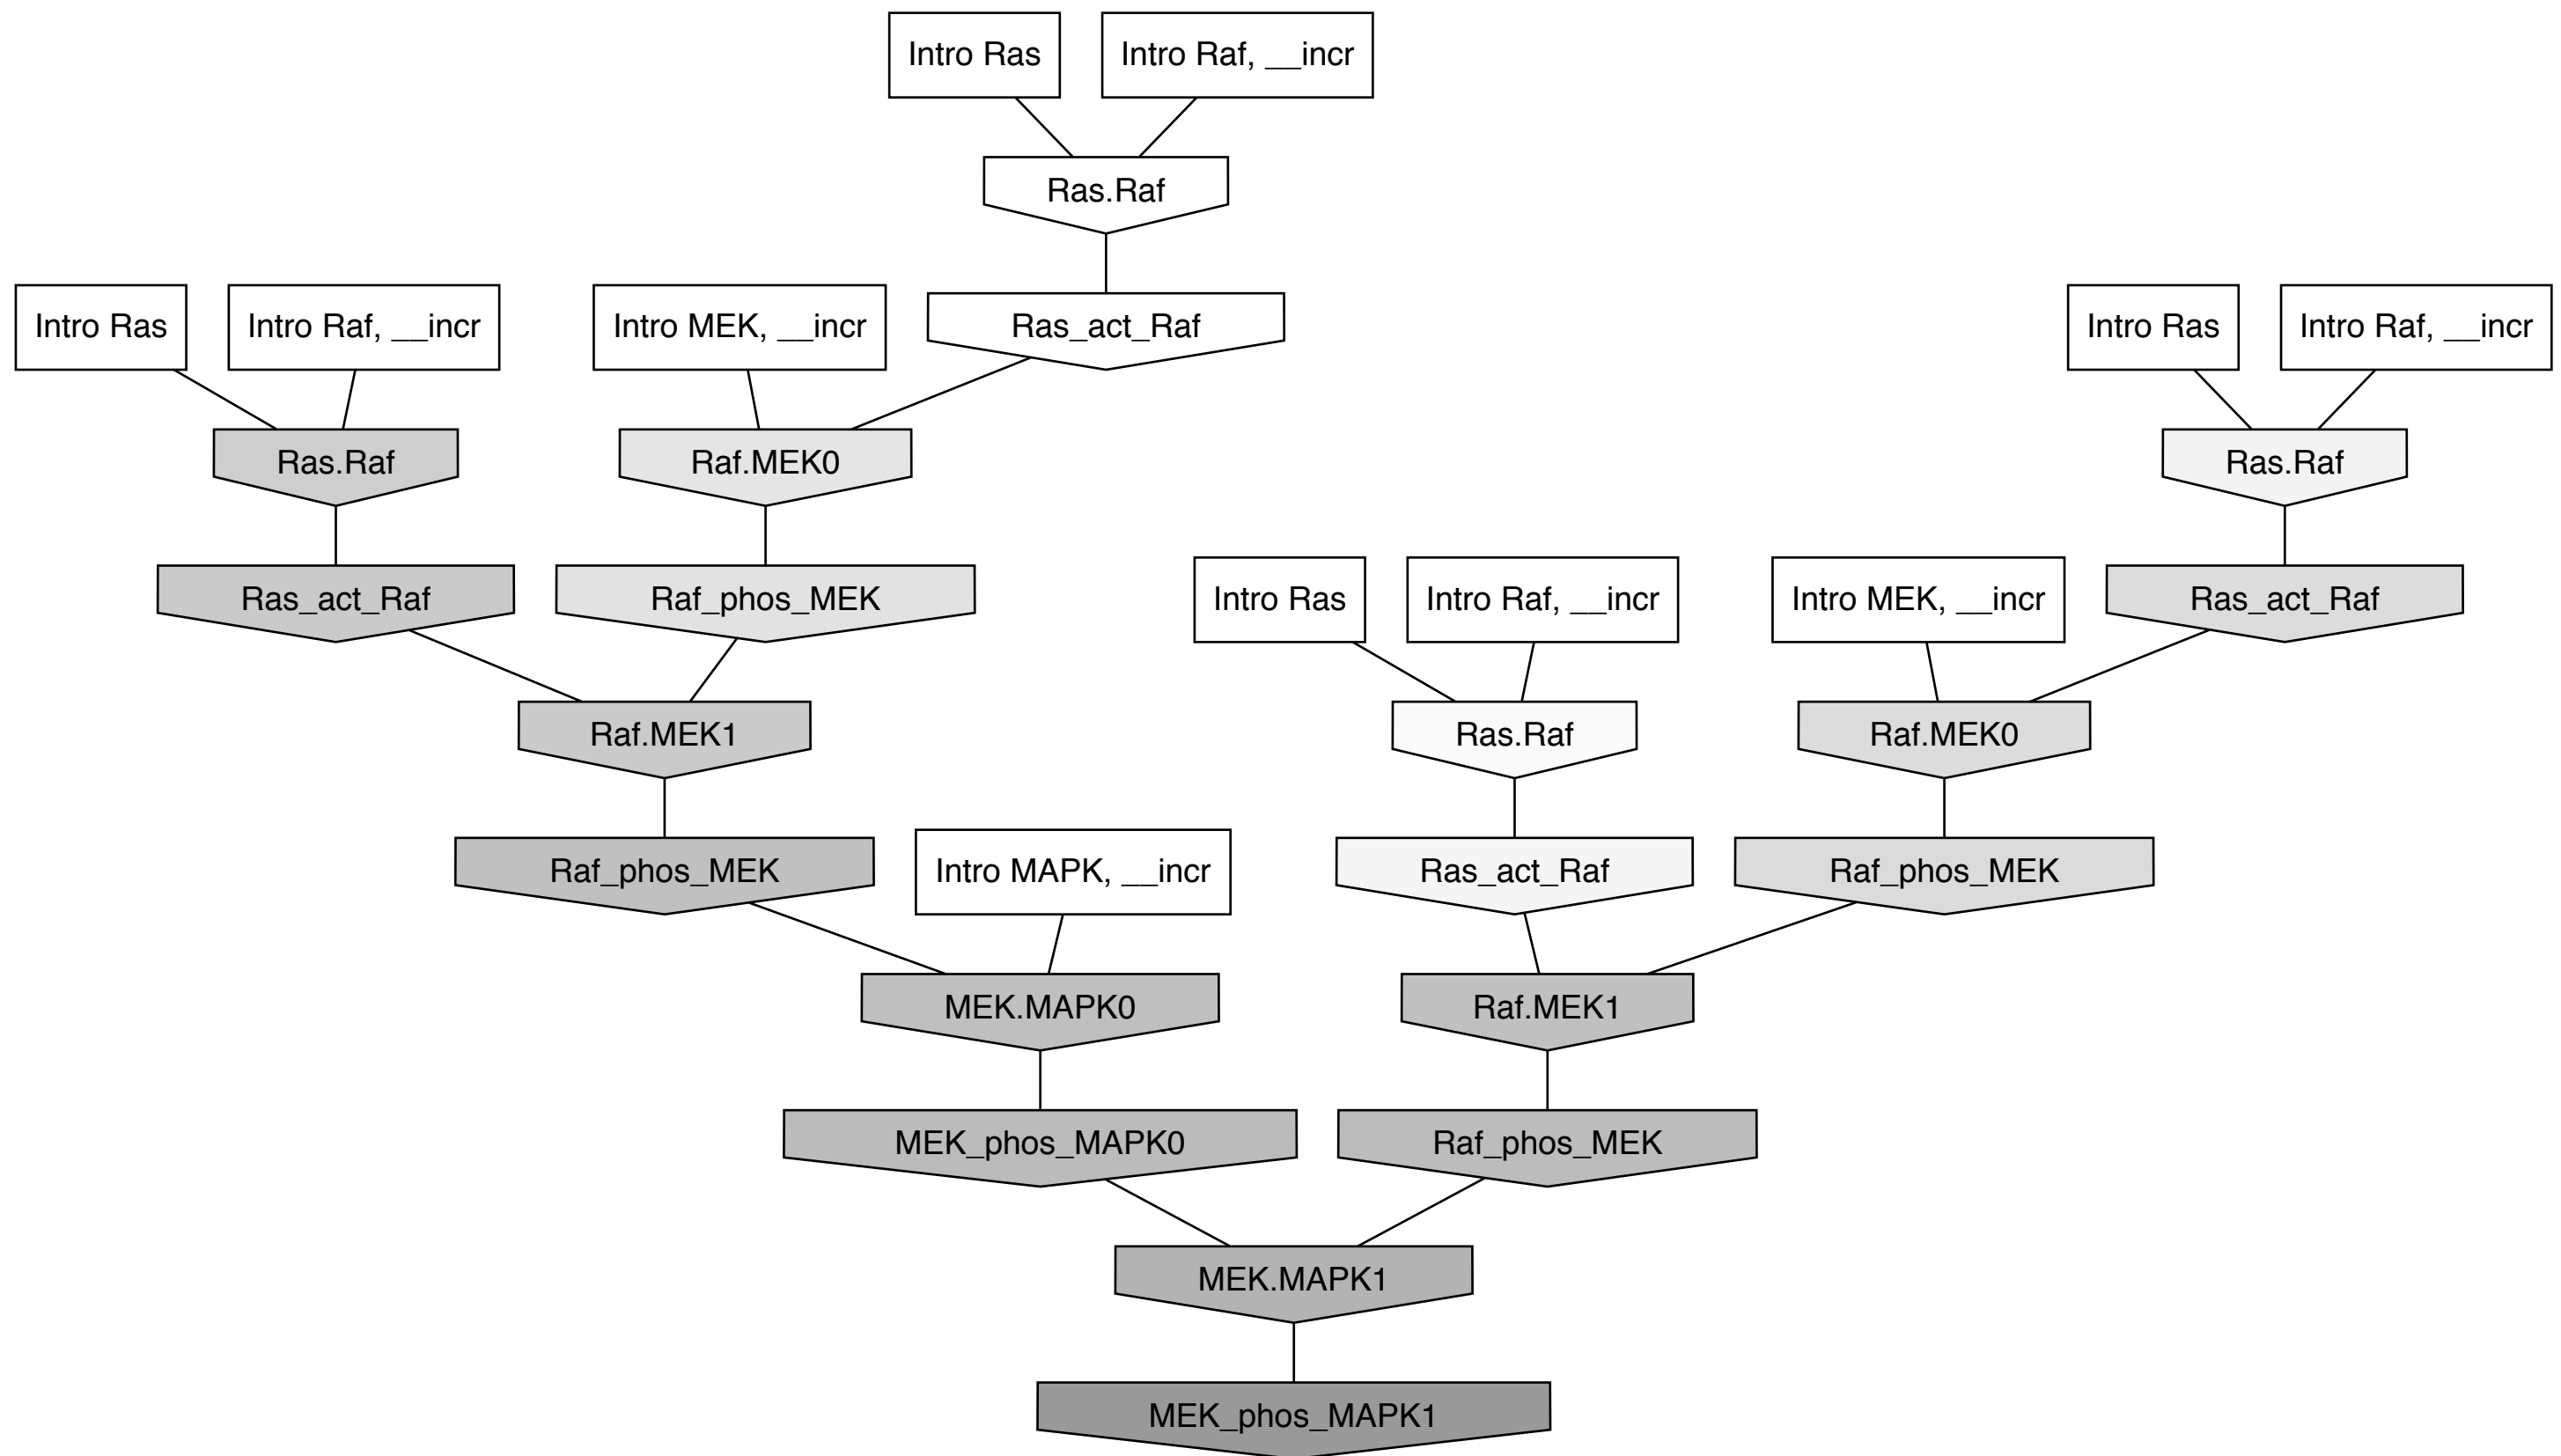 Intro Ras
Intro Raf, __incr
Ras.Raf
Intro Ras
Intro Raf, __incr
Intro MEK, __incr
Ras_act_Raf
Intro Ras
Intro Raf, __incr
Ras.Raf
Raf.MEK0
Ras.Raf
Ras_act_Raf
Raf_phos_MEK
Intro Ras
Intro Raf, __incr
Intro MEK, __incr
Ras_act_Raf
Raf.MEK1
Ras.Raf
Raf.MEK0
Raf_phos_MEK
Intro MAPK, __incr
Ras_act_Raf
Raf_phos_MEK
MEK.MAPK0
Raf.MEK1
MEK_phos_MAPK0
Raf_phos_MEK
MEK.MAPK1
MEK_phos_MAPK1